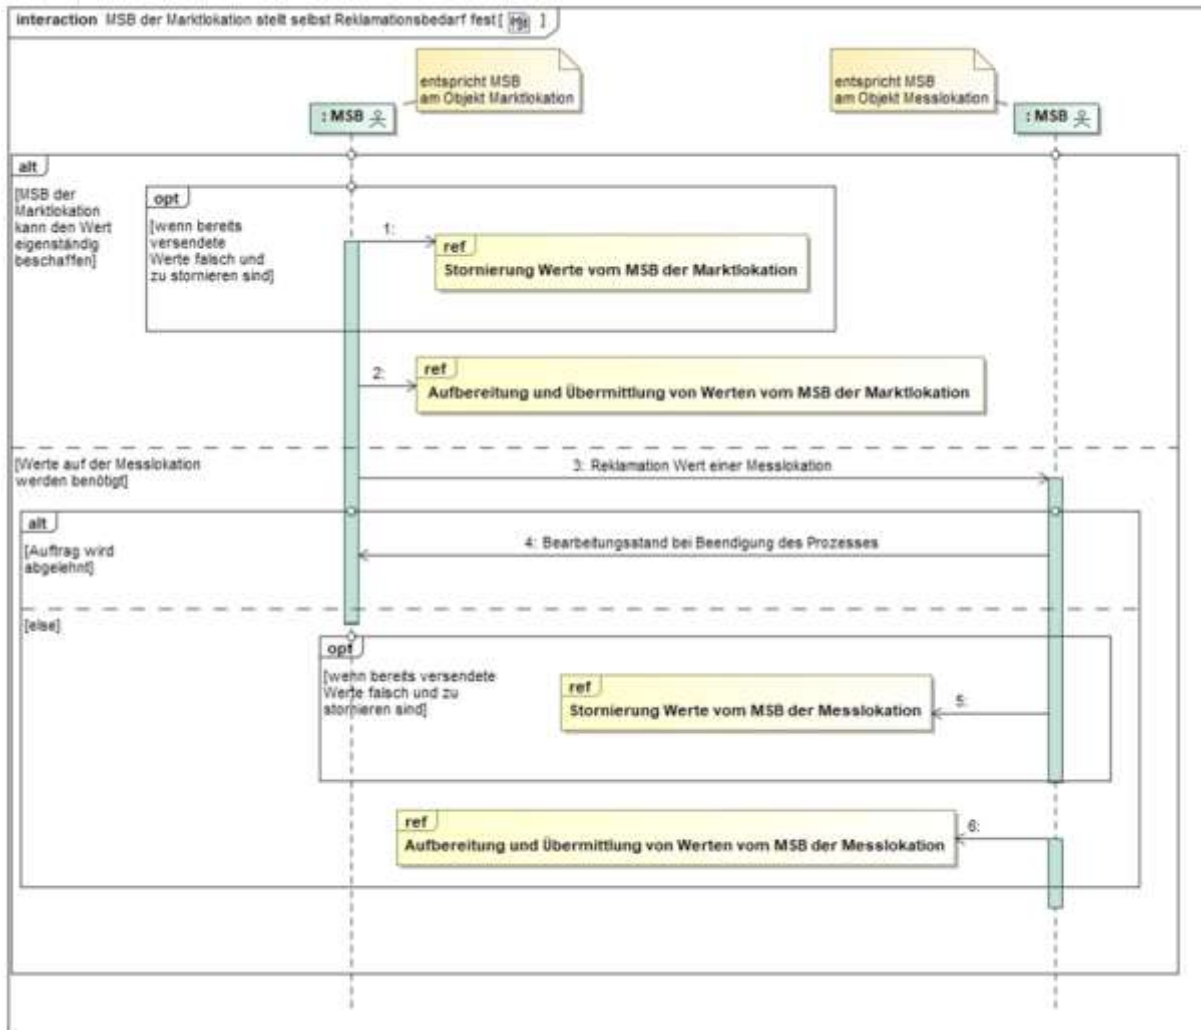 interaction MSB der Marktlokation stellt selbst Reklamationsbedarf fest [ ]
entspricht MSB
am Objekt Marktlokation
entspricht MSB
am Objekt Messlokation
: MSB
: MSB
alt
[MSB der
Marktlokation
kann den Wert
eigenständig
beschaffen]
opt
[wenn bereits
versendete
Werte falsch und
zu stornieren sind]
1:
ref
Stornierung Werte vom MSB der Marktlokation
2:
ref
Aufbereitung und Übermittlung von Werten vom MSB der Marktlokation
[Werte auf der Messlokation
werden benötigt]
3: Reklamation Wert einer Messlokation
alt
[Auftrag wird
abgelehnt]
4: Bearbeitungsstand bei Beendigung des Prozesses
[else]
opt
[wenn bereits versendete
Werte falsch und zu
stornieren sind]
ref
Stornierung Werte vom MSB der Messlokation
5:
ref
Aufbereitung und Übermittlung von Werten vom MSB der Messlokation
6: